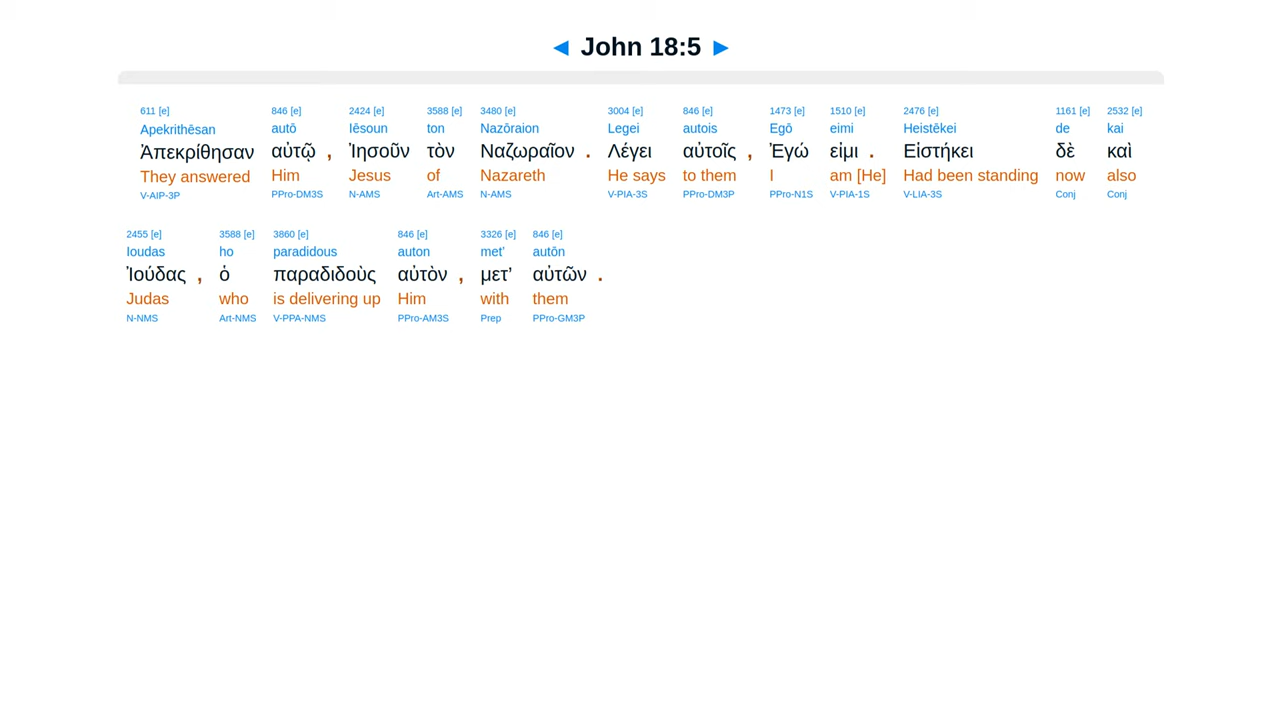 ◄ John 18:5 ►
611 [e] 846 [e] 2424 [e] 3588 [e] 3480 [e] 3004 [e] 846 [e] 1473 [e] 1510 [e] 2476 [e] 1161 [e] 2532 [e]
Apekrithēsan autō Iēsoun ton Nazōraion Legei autois Egō eimi Heistēkei de kai
Ἀπεκρίθησαν αὐτῷ , Ἰησοῦν τὸν Ναζωραῖον . Λέγει αὐτοῖς , Ἐγώ εἰμι . Εἱστήκει δὲ καὶ
They answered Him Jesus of Nazareth He says to them I am [He] Had been standing now also
V-AIP-3P PPro-DM3S N-AMS Art-AMS N-AMS V-PIA-3S PPro-DM3P PPro-N1S V-PIA-1S V-LIA-3S Conj Conj
2455 [e] 3588 [e] 3860 [e] 846 [e] 3326 [e] 846 [e]
Ioudas ho paradidous auton met' autōn
Ἰούδας , ὁ παραδιδοὺς αὐτὸν , μετ’ αὐτῶν .
Judas who is delivering up Him with them
N-NMS Art-NMS V-PPA-NMS PPro-AM3S Prep PPro-GM3P